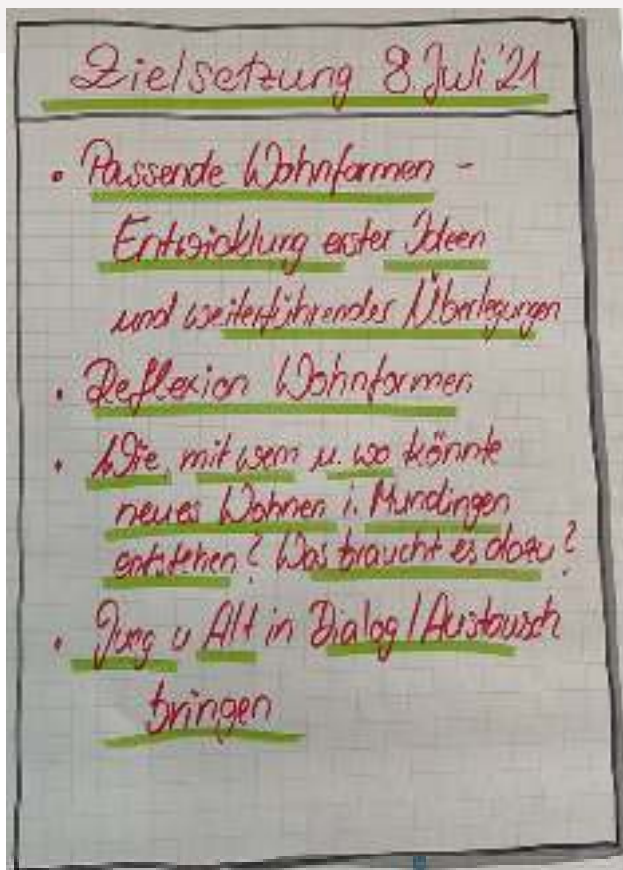 Zielsetzung 8. Juli '21
• Passende Wohnformen -
Entwicklung erster Ideen
und weiterführender Überlegungen
• Reflexion Wohnformen
• Wie, mit wem u. wo könnte
neues Wohnen i. Mundingen
entstehen? Was braucht es dazu?
• Jung u Alt in Dialog / Austausch
bringen